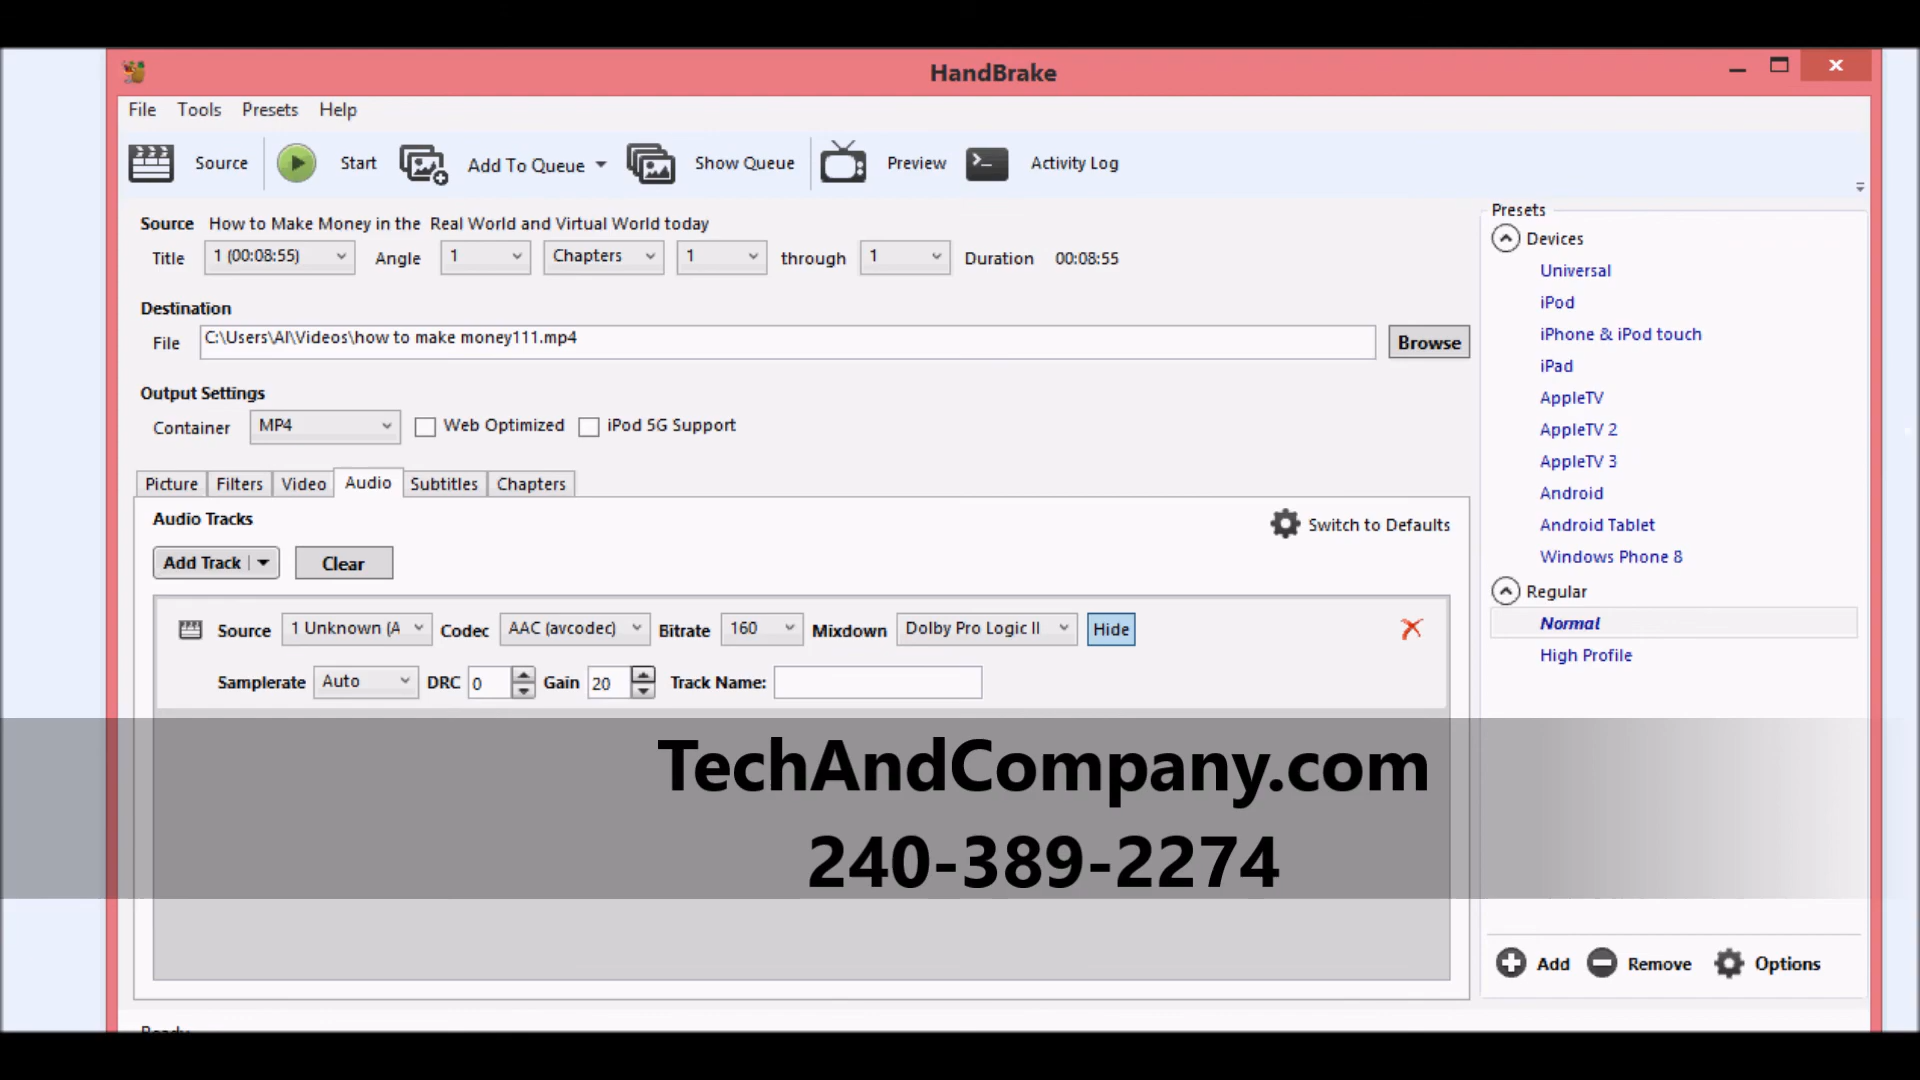 HandBrake
File Tools Presets Help
Source Start Add To Queue Show Queue Preview Activity Log
Source How to Make Money in the Real World and Virtual World today
Title 1 (00:08:55) Angle 1 Chapters 1 through 1 Duration 00:08:55
Destination
File C:\Users\Al\Videos\how to make money111.mp4 Browse
Output Settings
Container MP4 Web Optimized iPod 5G Support
Picture Filters Video Audio Subtitles Chapters
Audio Tracks
Switch to Defaults
Add Track Clear
Source 1 Unknown (A Codec AAC (avcodec) Bitrate 160 Mixdown Dolby Pro Logic II Hide
Samplerate Auto DRC 0 Gain 20 Track Name:
Presets
Devices
Universal
iPod
iPhone & iPod touch
iPad
AppleTV
AppleTV 2
AppleTV 3
Android
Android Tablet
Windows Phone 8
Regular
Normal
High Profile
TechAndCompany.com
240-389-2274
Add Remove Options
Ready